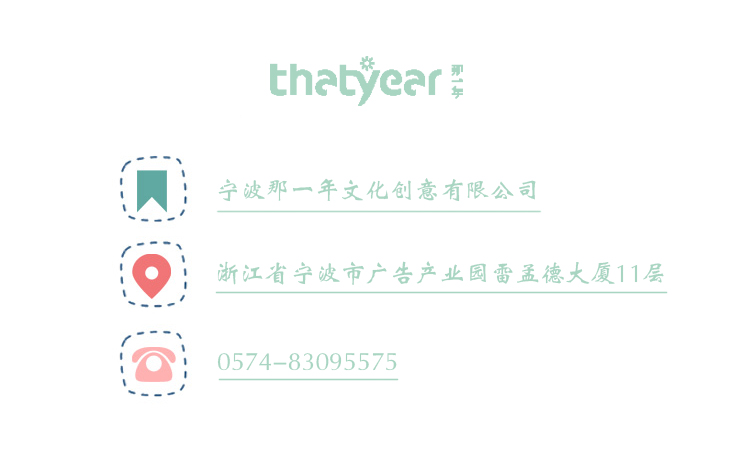 thatyear 那一年
宁波那一年文化创意有限公司
浙江省宁波市广告产业园雷孟德大厦11层
0574-83095575